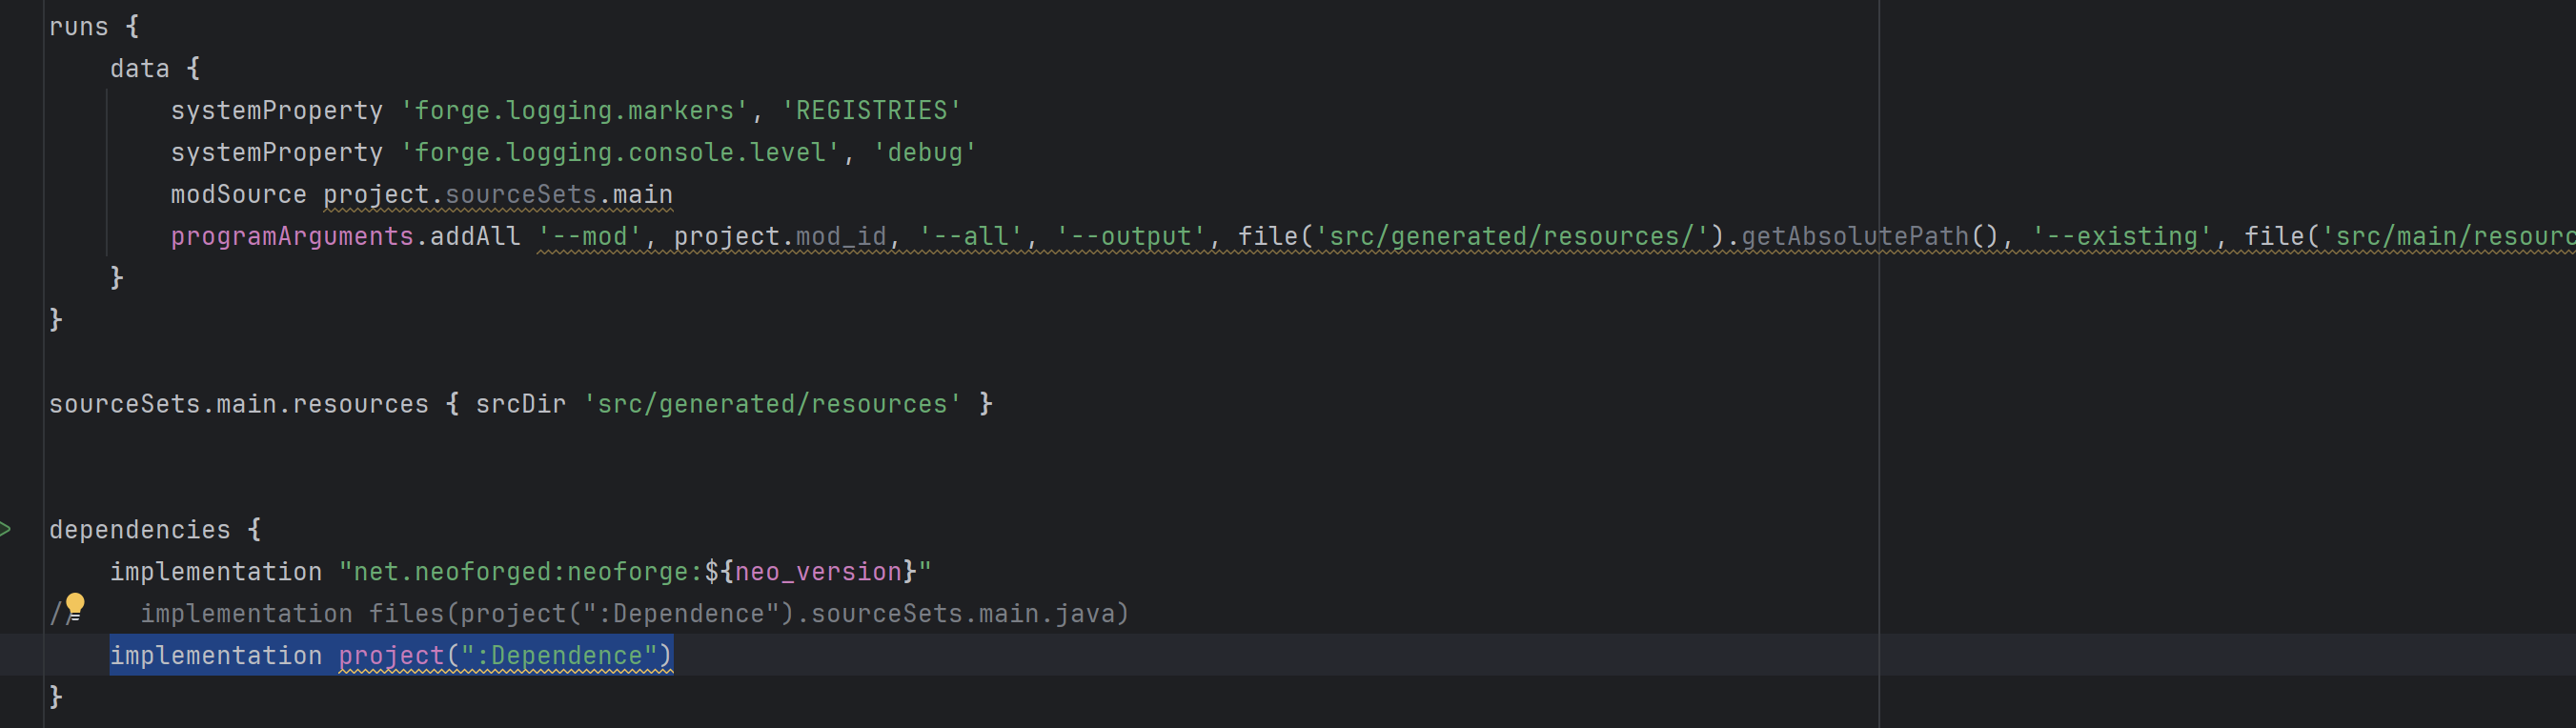 runs {
    data {
        systemProperty 'forge.logging.markers', 'REGISTRIES'
        systemProperty 'forge.logging.console.level', 'debug'
        modSource project.sourceSets.main
        programArguments.addAll '--mod', project.mod_id, '--all', '--output', file('src/generated/resources/').getAbsolutePath(), '--existing', file('src/main/resourc
    }
}
sourceSets.main.resources { srcDir 'src/generated/resources' }
dependencies {
    implementation "net.neoforged:neoforge:${neo_version}"
//    implementation files(project(":Dependence").sourceSets.main.java)
    implementation project(":Dependence")
}